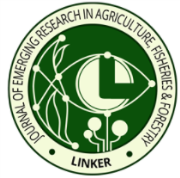 JOURNAL OF EMERGING RESEARCH IN AGRICULTURE, FISHERIES & FORESTRY
• LINKER •